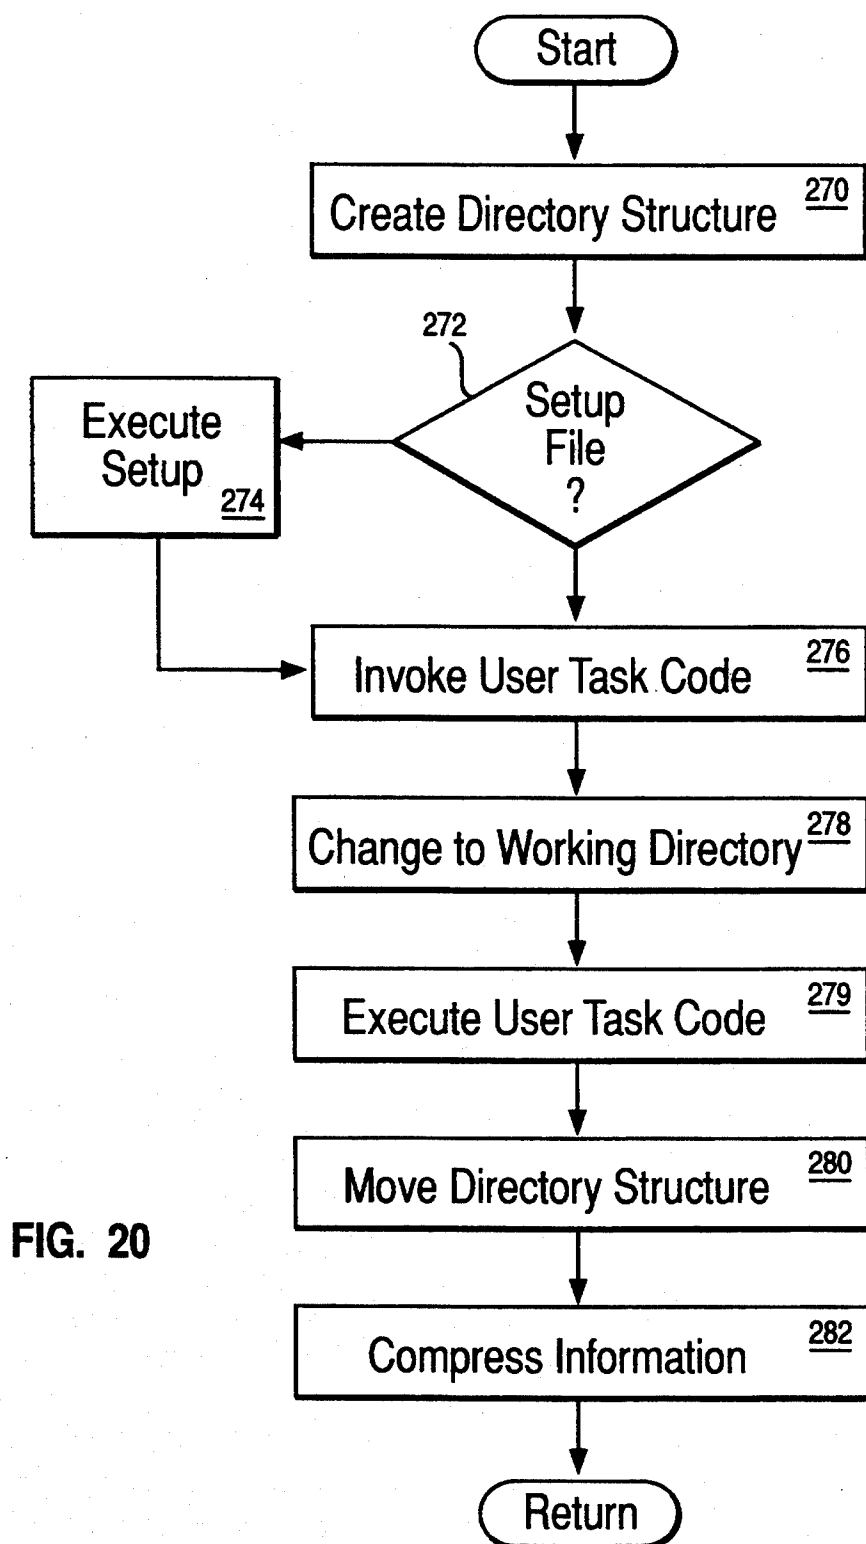 Start
Create Directory Structure 270
272
Setup
File
?
Execute
Setup
274
Invoke User Task Code 276
Change to Working Directory 278
Execute User Task Code 279
Move Directory Structure 280
FIG. 20
Compress Information 282
Return